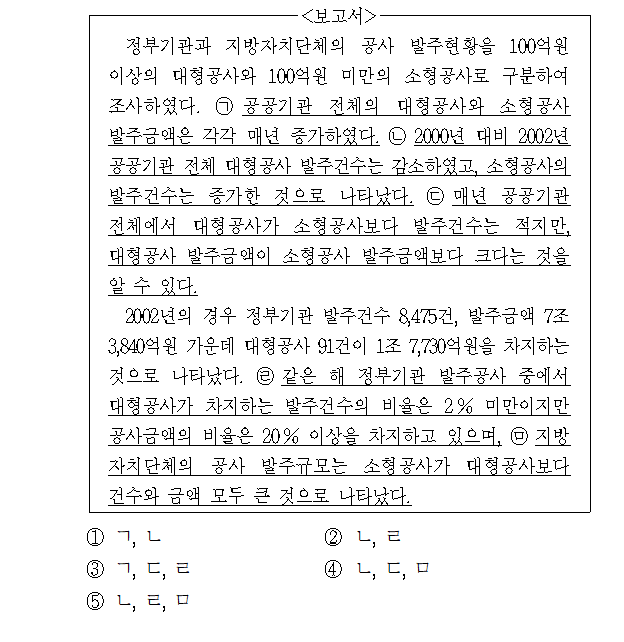 <보고서>
정부기관과 지방자치단체의 공사 발주현황을 100억원
이상의 대형공사와 100억원 미만의 소형공사로 구분하여
조사하였다. ㉠ 공공기관 전체의 대형공사와 소형공사
발주금액은 각각 매년 증가하였다. ㉡ 2000년 대비 2002년
공공기관 전체 대형공사 발주건수는 감소하였고, 소형공사의
발주건수는 증가한 것으로 나타났다. ㉢ 매년 공공기관
전체에서 대형공사가 소형공사보다 발주건수는 적지만,
대형공사 발주금액이 소형공사 발주금액보다 크다는 것을
알 수 있다.
2002년의 경우 정부기관 발주건수 8,475건, 발주금액 7조
3,840억원 가운데 대형공사 91건이 1조 7,730억원을 차지하는
것으로 나타났다. ㉣ 같은 해 정부기관 발주공사 중에서
대형공사가 차지하는 발주건수의 비율은 2% 미만이지만
공사금액의 비율은 20% 이상을 차지하고 있으며, ㉤ 지방
자치단체의 공사 발주규모는 소형공사가 대형공사보다
건수와 금액 모두 큰 것으로 나타났다.
① ㄱ, ㄴ ② ㄴ, ㄹ
③ ㄱ, ㄷ, ㄹ ④ ㄴ, ㄷ, ㅁ
⑤ ㄴ, ㄹ, ㅁ